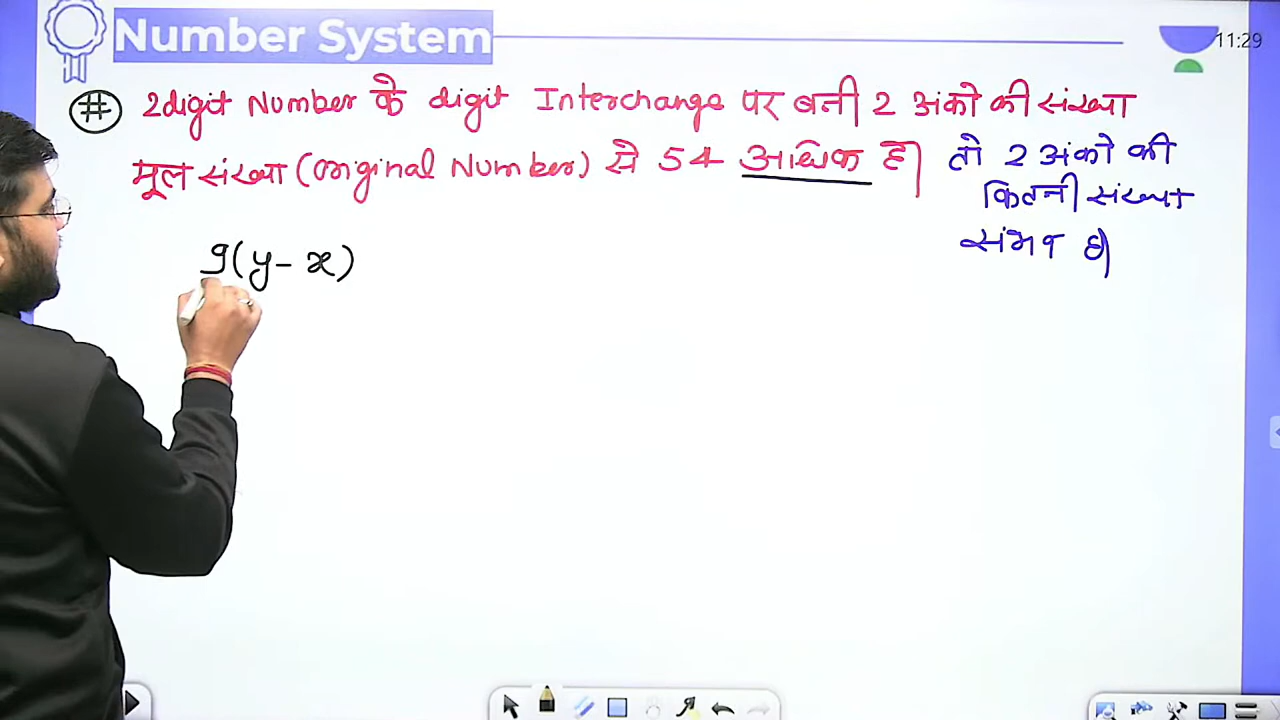 Number System
11:29
# 2digit Number के digit Interchange पर बनी 2 अंको की संख्या
मूल संख्या (original Number) से 54 अधिक है। तो 2 अंको की
कितनी संख्या
संभव है।
9(y- x)